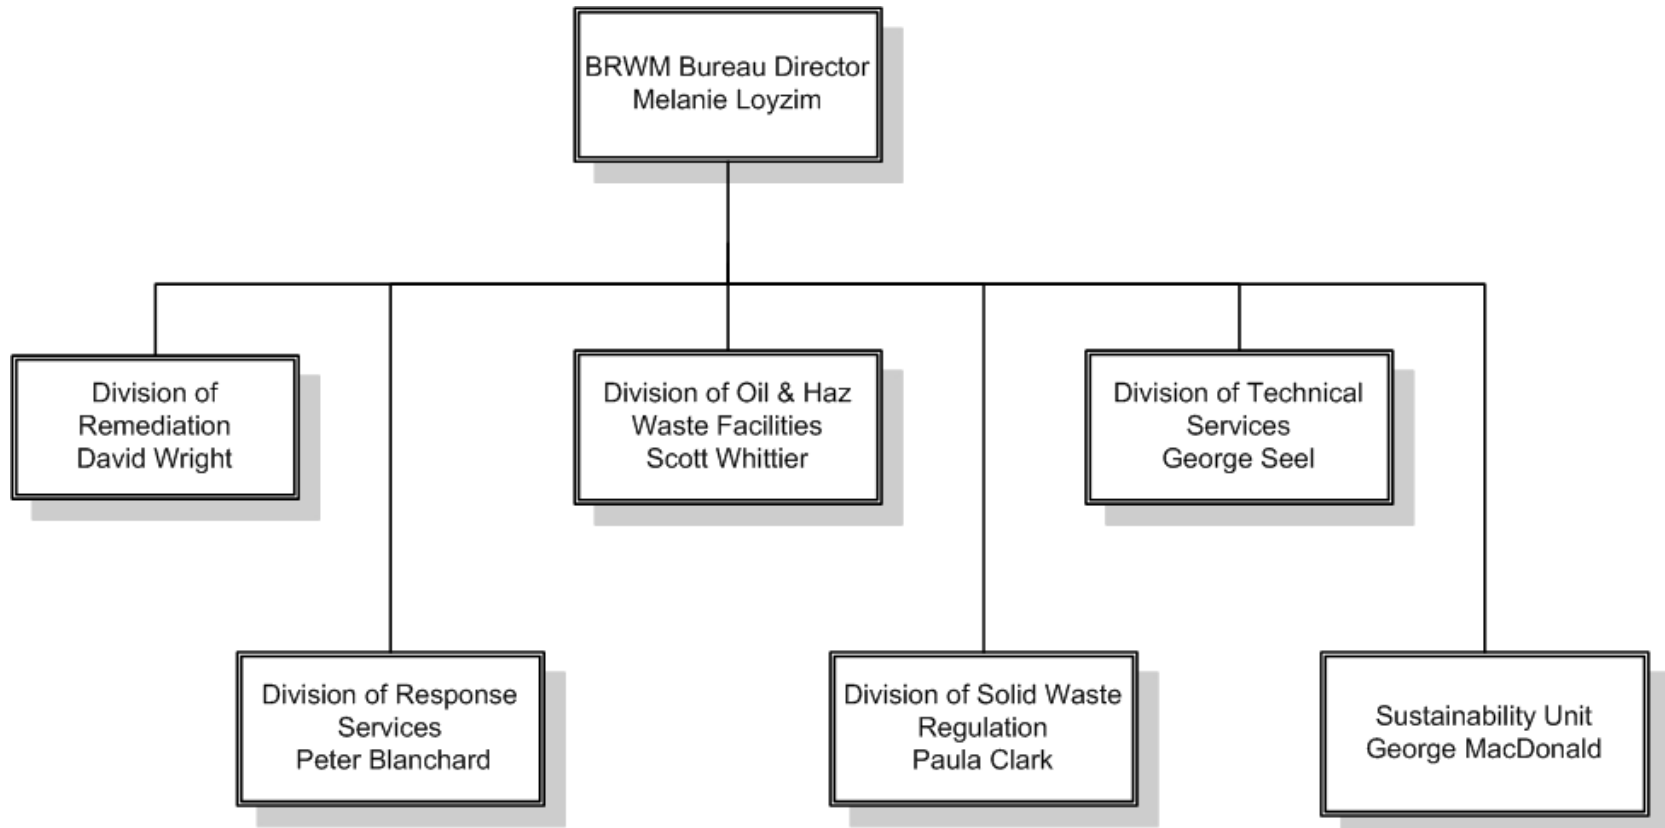 BRWM Bureau Director
Melanie Loyzim
Division of
Remediation
David Wright
Division of Oil & Haz
Waste Facilities
Scott Whittier
Division of Technical
Services
George Seel
Division of Response
Services
Peter Blanchard
Division of Solid Waste
Regulation
Paula Clark
Sustainability Unit
George MacDonald